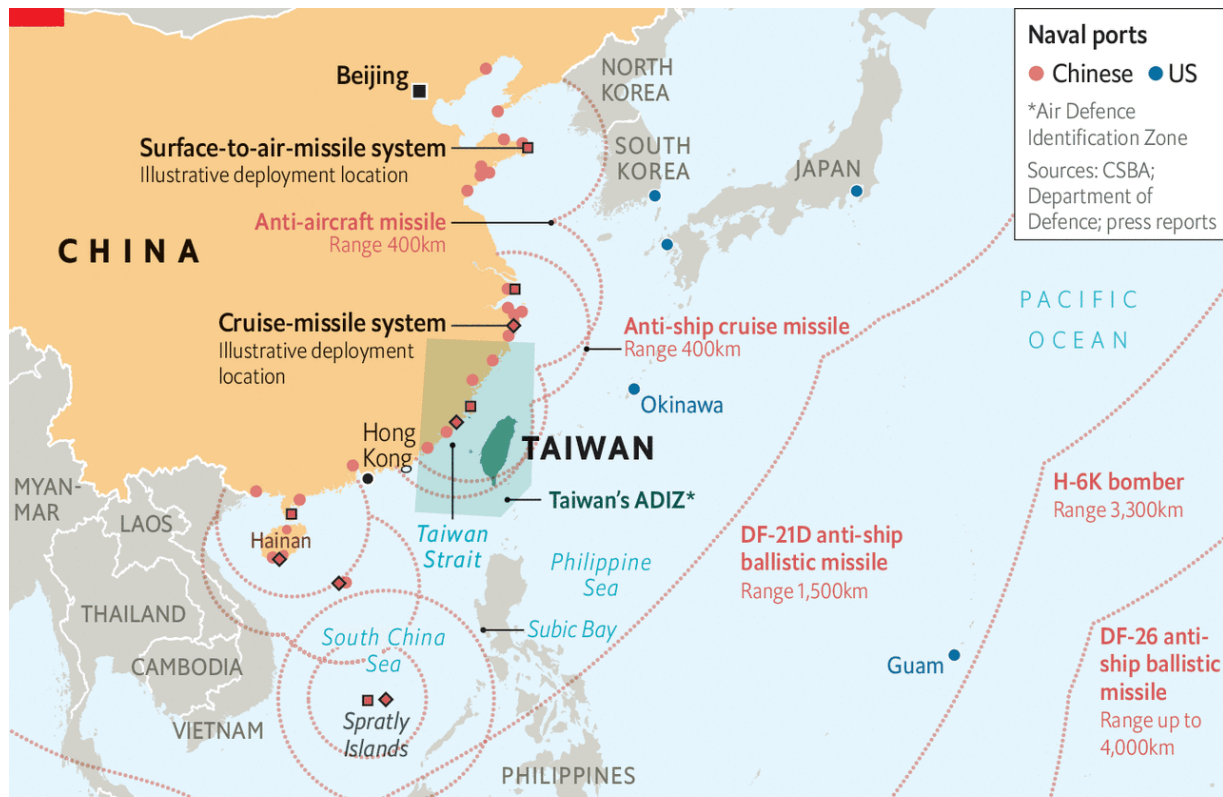 Naval ports
Chinese
US
*Air Defence
Identification Zone
Sources: CSBA;
Department of
Defence; press reports
Beijing
NORTH
KOREA
SOUTH
KOREA
JAPAN
Surface-to-air-missile system
Illustrative deployment location
Anti-aircraft missile
Range 400km
CHINA
PACIFIC
OCEAN
Cruise-missile system
Illustrative deployment
location
Anti-ship cruise missile
Range 400km
Okinawa
Hong
Kong
TAIWAN
MYAN-
MAR
LAOS
Hainan
Taiwan's ADIZ*
Taiwan
Strait
Philippine
Sea
DF-21D anti-ship
ballistic missile
Range 1,500km
H-6K bomber
Range 3,300km
THAILAND
CAMBODIA
VIETNAM
South China
Sea
Subic Bay
Spratly
Islands
PHILIPPINES
Guam
DF-26 anti-
ship ballistic
missile
Range up to
4,000km